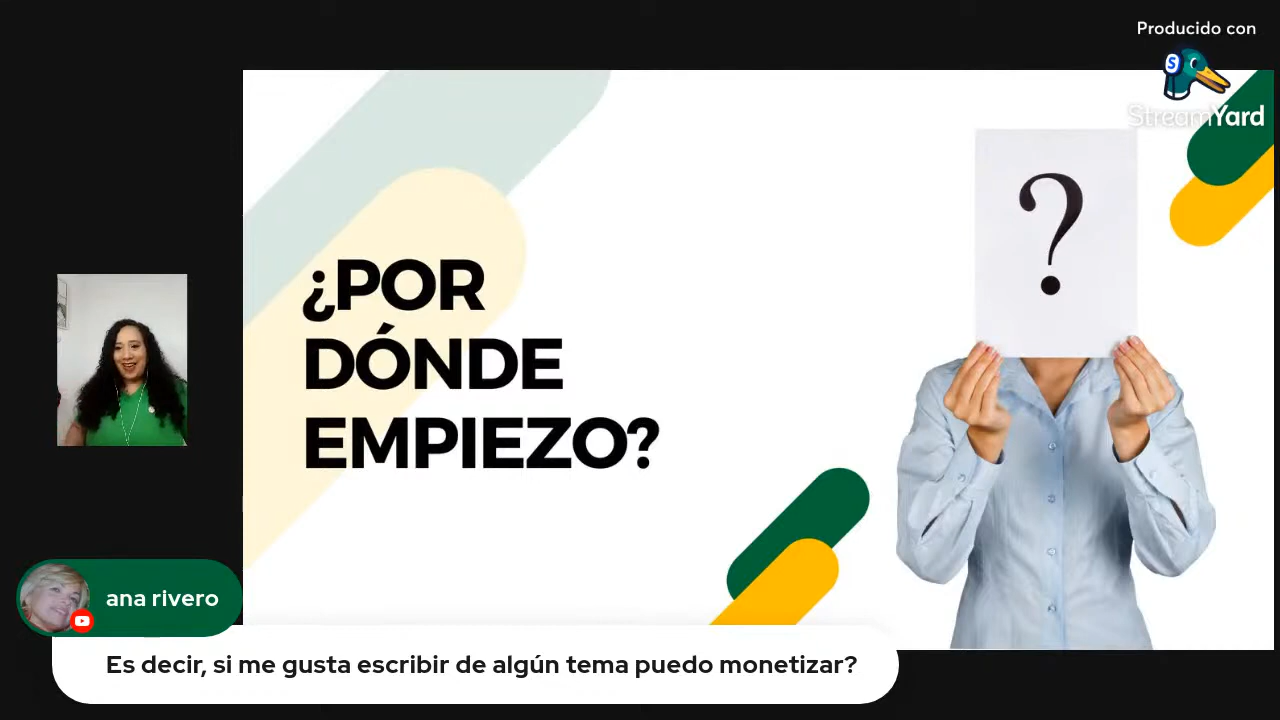 Producido con
StreamYard
?
¿POR
DÓNDE
EMPIEZO?
ana rivero
Es decir, si me gusta escribir de algún tema puedo monetizar?